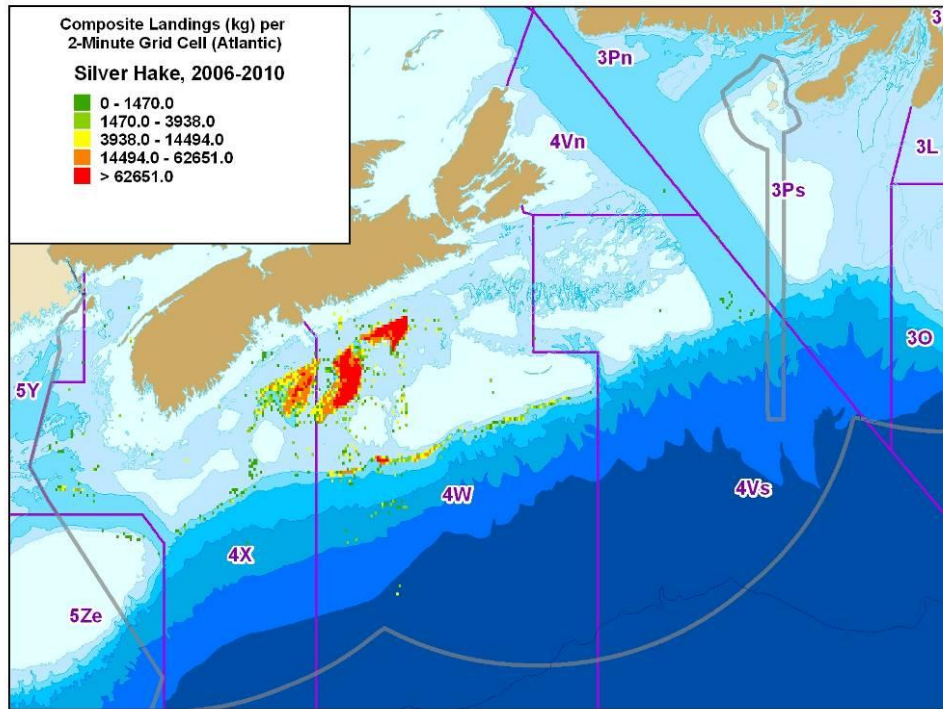 Composite Landings (kg) per
2-Minute Grid Cell (Atlantic)
Silver Hake, 2006-2010
0 - 1470.0
1470.0 - 3938.0
3938.0 - 14494.0
14494.0 - 62651.0
> 62651.0
3
3Pn
4Vn
3L
3Ps
3O
5Y
4W
4Vs
4X
5Ze